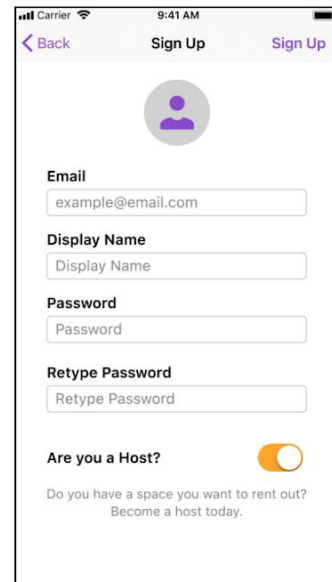 Carrier 9:41 AM
Back Sign Up Sign Up
Email
example@email.com
Display Name
Display Name
Password
Password
Retype Password
Retype Password
Are you a Host?
Do you have a space you want to rent out?
Become a host today.